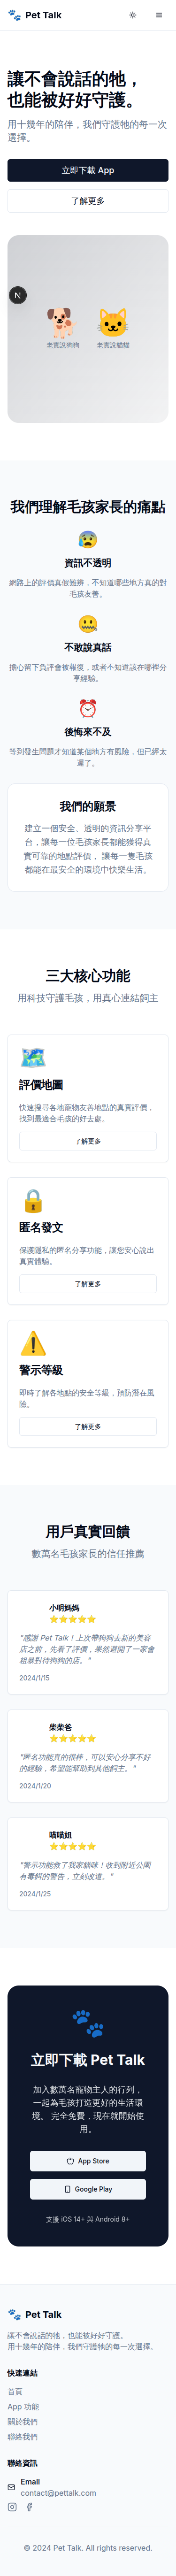 Pet Talk
讓不會說話的牠，
也能被好好守護。
用十幾年的陪伴，我們守護牠的每一次
選擇。
立即下載 App
了解更多
N
老實說狗狗
老實說貓貓
我們理解毛孩家長的痛點
資訊不透明
網路上的評價真假難辨，不知道哪些地方真的對
毛孩友善。
不敢說真話
擔心留下負評會被報復，或者不知道該在哪裡分
享經驗。
後悔來不及
等到發生問題才知道某個地方有風險，但已經太
遲了。
我們的願景
建立一個安全、透明的資訊分享平
台，讓每一位毛孩家長都能獲得真
實可靠的地點評價， 讓每一隻毛孩
都能在最安全的環境中快樂生活。
三大核心功能
用科技守護毛孩，用真心連結飼主
評價地圖
快速搜尋各地寵物友善地點的真實評價，
找到最適合毛孩的好去處。
了解更多
匿名發文
保護隱私的匿名分享功能，讓您安心說出
真實體驗。
了解更多
警示等級
即時了解各地點的安全等級，預防潛在風
險。
了解更多
用戶真實回饋
數萬名毛孩家長的信任推薦
小明媽媽
"感謝 Pet Talk！上次帶狗狗去新的美容
店之前，先看了評價，果然避開了一家會
粗暴對待狗狗的店。"
2024/1/15
柴柴爸
"匿名功能真的很棒，可以安心分享不好
的經驗，希望能幫助到其他飼主。"
2024/1/20
喵喵姐
"警示功能救了我家貓咪！收到附近公園
有毒餌的警告，立刻改道。"
2024/1/25
立即下載 Pet Talk
加入數萬名寵物主人的行列，
一起為毛孩打造更好的生活環
境。 完全免費，現在就開始使
用。
App Store
Google Play
支援 iOS 14+ 與 Android 8+
Pet Talk
讓不會說話的牠，也能被好好守護。
用十幾年的陪伴，我們守護牠的每一次選擇。
快速連結
首頁
App 功能
關於我們
聯絡我們
聯絡資訊
Email
contact@pettalk.com
© 2024 Pet Talk. All rights reserved.